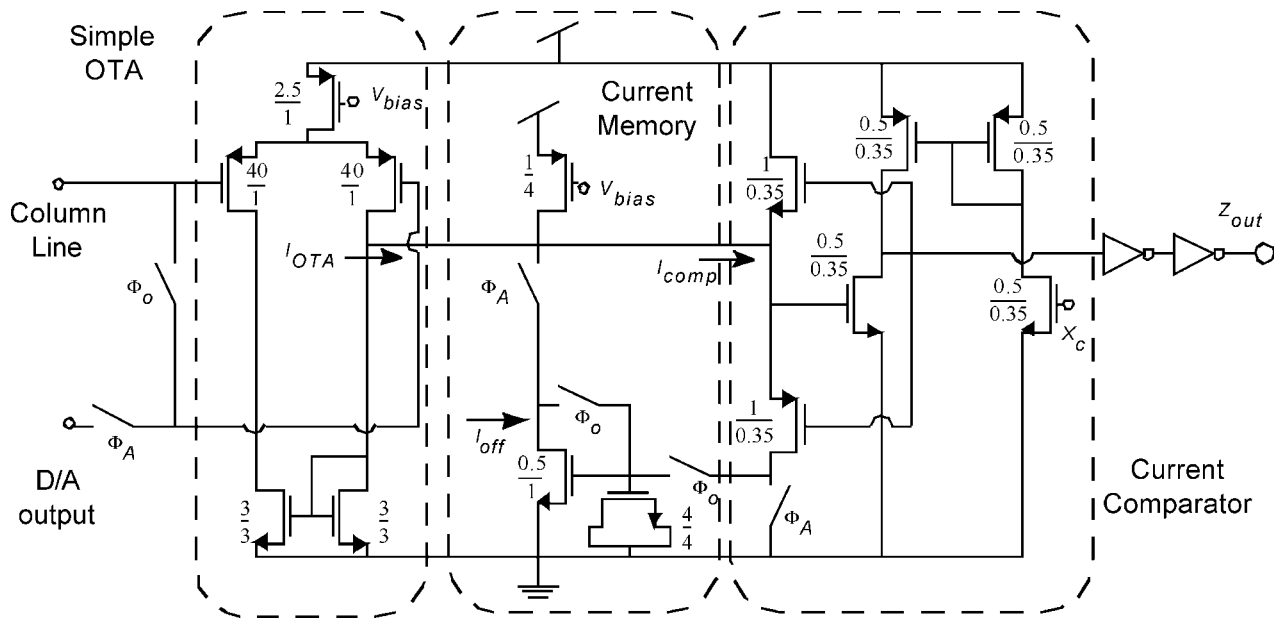 Simple
OTA
2.5/1
V_bias
40/1
40/1
Column
Line
I_OTA
Φ_o
Φ_A
D/A
output
3/3
3/3
Current
Memory
1/4
V_bias
Φ_A
Φ_o
I_off
0.5/1
Φ_o
4/4
1/0.35
0.5/0.35
0.5/0.35
I_comp
0.5/0.35
0.5/0.35
X_c
Z_out
1/0.35
Φ_A
Current
Comparator